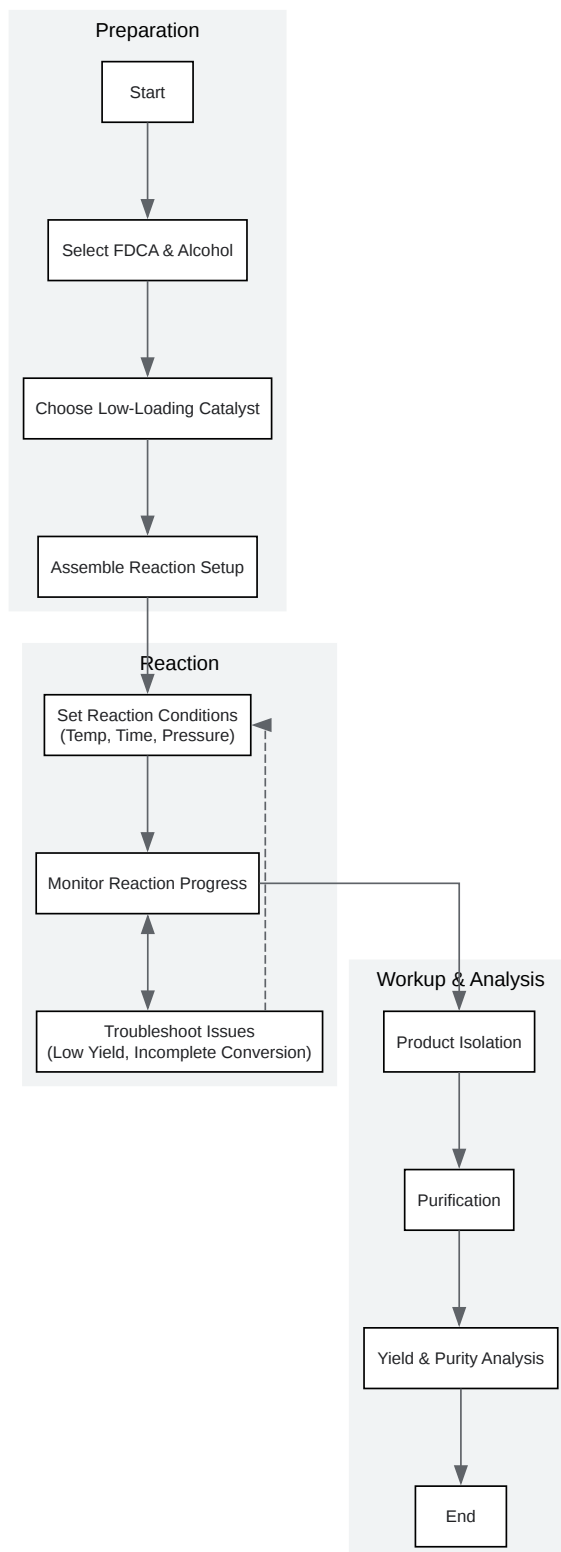 Preparation
Start
Select FDCA & Alcohol
Choose Low-Loading Catalyst
Assemble Reaction Setup
Reaction
Set Reaction Conditions
(Temp, Time, Pressure)
Monitor Reaction Progress
Troubleshoot Issues
(Low Yield, Incomplete Conversion)
Workup & Analysis
Product Isolation
Purification
Yield & Purity Analysis
End